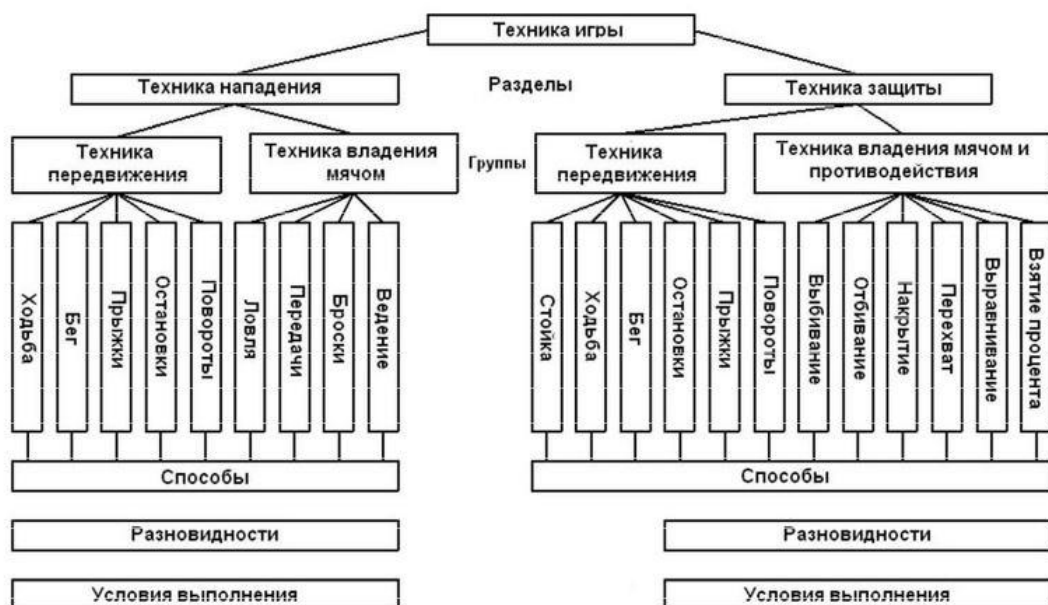 Техника игры
Техника нападения
Разделы
Техника защиты
Техника
передвижения
Техника владения
мячом
Группы
Техника
передвижения
Техника владения мячом и
противодействия
Ходьба
Бег
Прыжки
Остановки
Повороты
Ловля
Передачи
Броски
Ведение
Стойка
Ходьба
Бег
Остановки
Прыжки
Повороты
Выбивание
Отбивание
Накрытие
Перехват
Выравнивание
Взятие процента
Способы
Способы
Разновидности
Разновидности
Условия выполнения
Условия выполнения